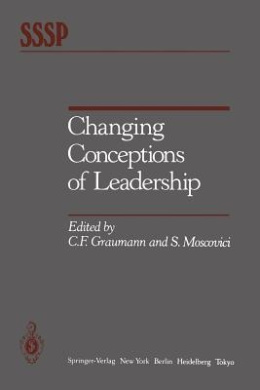 SSSP
Changing
Conceptions
of Leadership
Edited by
C.F. Graumann and S. Moscovici
Springer-Verlag New York Berlin Heidelberg Tokyo